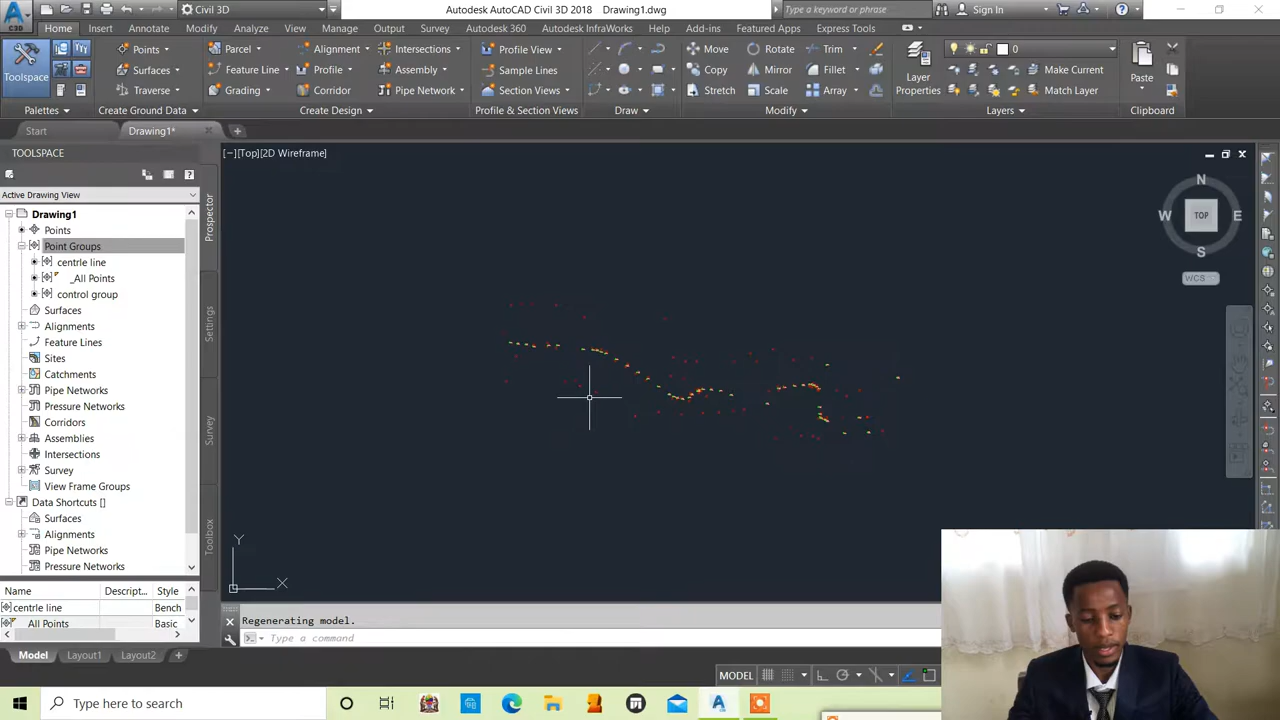 C3D
Civil 3D
Autodesk AutoCAD Civil 3D 2018 Drawing1.dwg
Type a keyword or phrase
Sign In
Home Insert Annotate Modify Analyze View Manage Output Survey Autodesk 360 Autodesk InfraWorks Help Add-ins Featured Apps Express Tools
Toolspace
Points
Surfaces
Traverse
Parcel
Feature Line
Grading
Alignment
Profile
Corridor
Intersections
Assembly
Pipe Network
Profile View
Sample Lines
Section Views
Move
Copy
Stretch
Rotate
Mirror
Scale
Trim
Fillet
Array
Layer
Properties
0
Make Current
Match Layer
Paste
Palettes Create Ground Data Create Design Profile & Section Views Draw Modify Layers Clipboard
Start Drawing1*
TOOLSPACE
Active Drawing View
Drawing1
Points
Point Groups
centrle line
_All Points
control group
Surfaces
Alignments
Feature Lines
Sites
Catchments
Pipe Networks
Pressure Networks
Corridors
Assemblies
Intersections
Survey
View Frame Groups
Data Shortcuts []
Surfaces
Alignments
Pipe Networks
Pressure Networks
Name Descript... Style
centrle line Bench
All Points Basic
Prospector
Settings
Survey
Toolbox
[−][Top][2D Wireframe]
N
W TOP E
S
WCS
Y
X
Regenerating model.
Type a command
Model Layout1 Layout2
MODEL
Type here to search